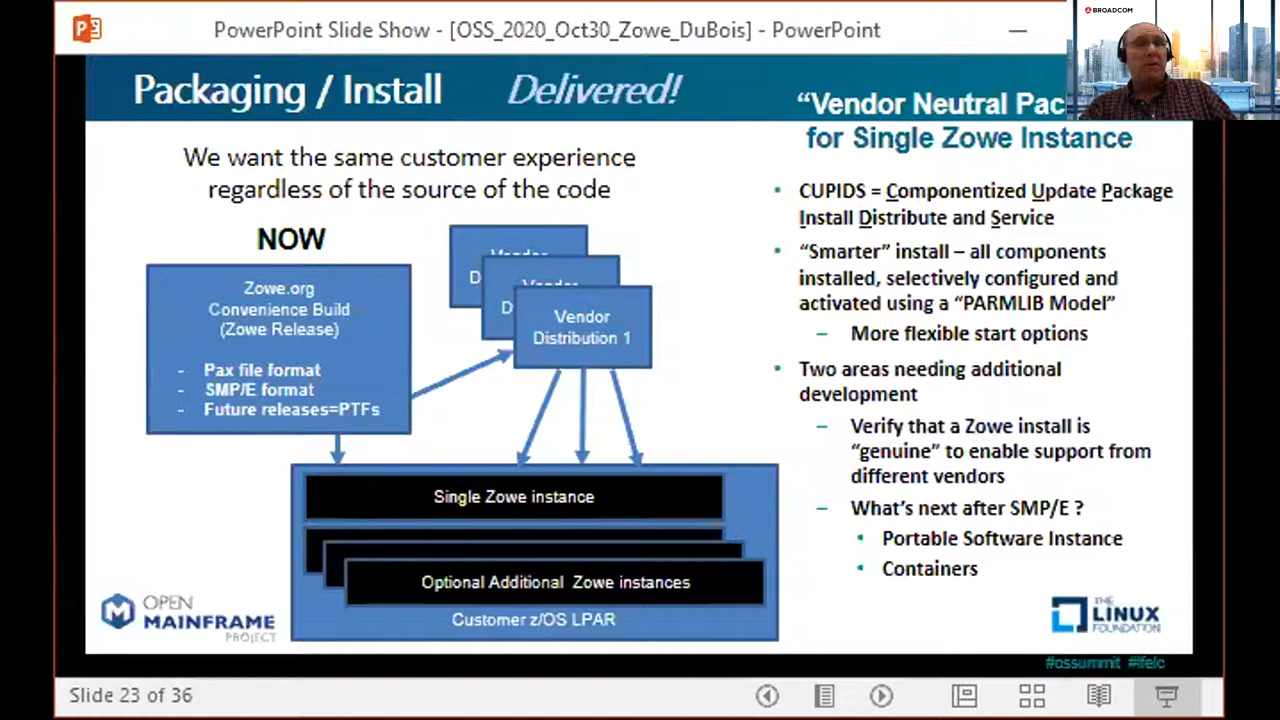 PowerPoint Slide Show - [OSS_2020_Oct30_Zowe_DuBois] - PowerPoint
BROADCOM
Packaging / Install Delivered!
“Vendor Neutral
for Single Zowe Instance
We want the same customer experience
regardless of the source of the code
NOW
Zowe.org
Convenience Build
(Zowe Release)
- Pax file format
- SMP/E format
- Future releases=PTFs
Vendor
Distribution 1
Single Zowe instance
Optional Additional Zowe instances
Customer z/OS LPAR
• CUPIDS = Componentized Update Package
Install Distribute and Service
• “Smarter” install – all components
installed, selectively configured and
activated using a “PARMLIB Model”
– More flexible start options
• Two areas needing additional
development
– Verify that a Zowe install is
“genuine” to enable support from
different vendors
– What’s next after SMP/E ?
• Portable Software Instance
• Containers
OPEN
MAINFRAME
PROJECT
THE
LINUX
FOUNDATION
#ossummit #lfelc
Slide 23 of 36